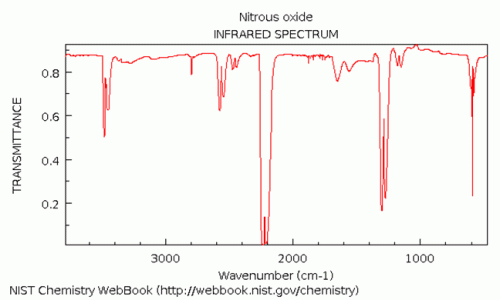 Nitrous oxide
INFRARED SPECTRUM
TRANSMITTANCE
0.8
0.6
0.4
0.2
3000
2000
1000
Wavenumber (cm-1)
NIST Chemistry WebBook (http://webbook.nist.gov/chemistry)